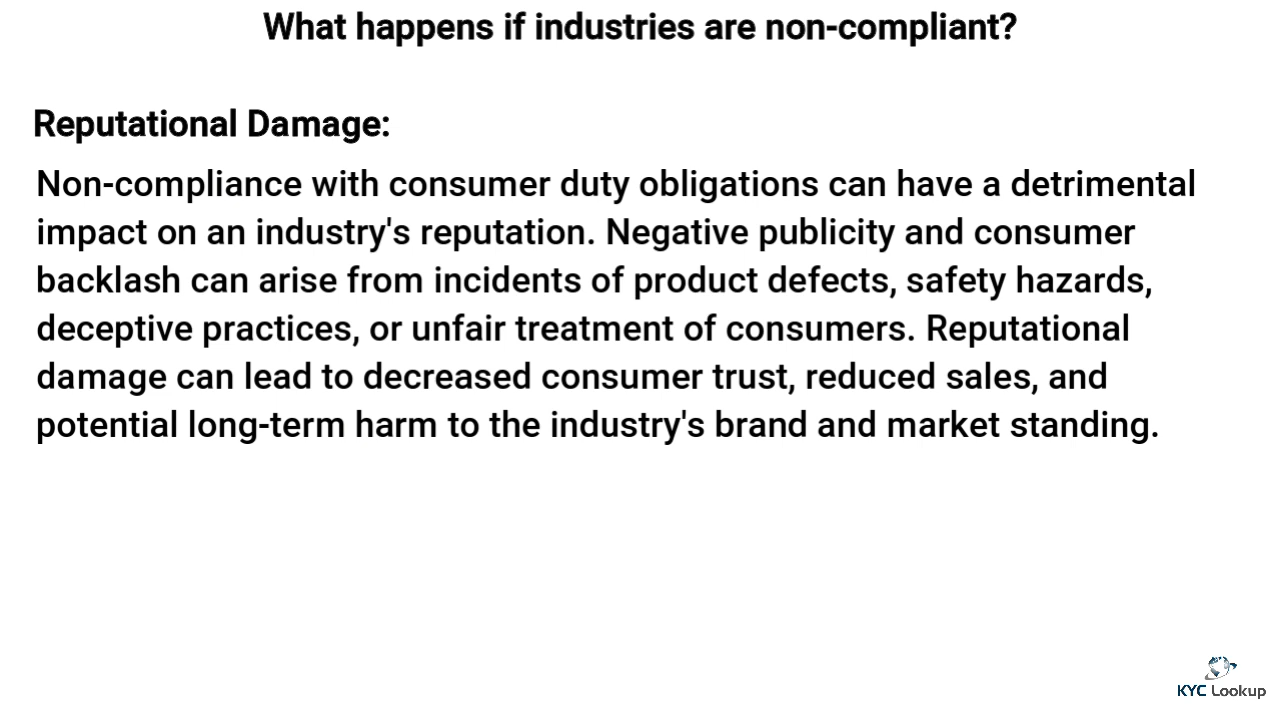 What happens if industries are non-compliant?
Reputational Damage:
Non-compliance with consumer duty obligations can have a detrimental
impact on an industry's reputation. Negative publicity and consumer
backlash can arise from incidents of product defects, safety hazards,
deceptive practices, or unfair treatment of consumers. Reputational
damage can lead to decreased consumer trust, reduced sales, and
potential long-term harm to the industry's brand and market standing.
KYC Lookup